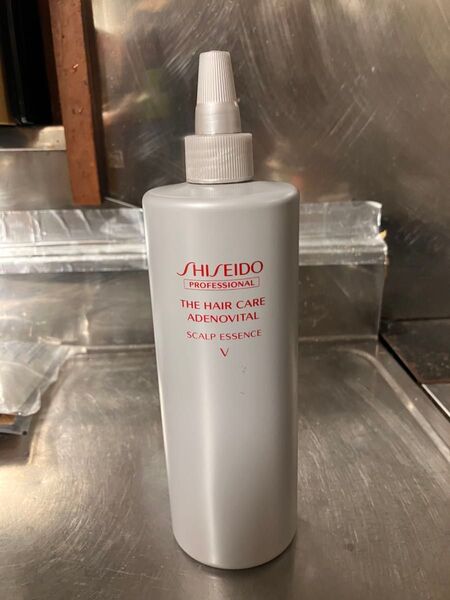 SHISEIDO
PROFESSIONAL
THE HAIR CARE
ADENOVITAL
SCALP ESSENCE
V